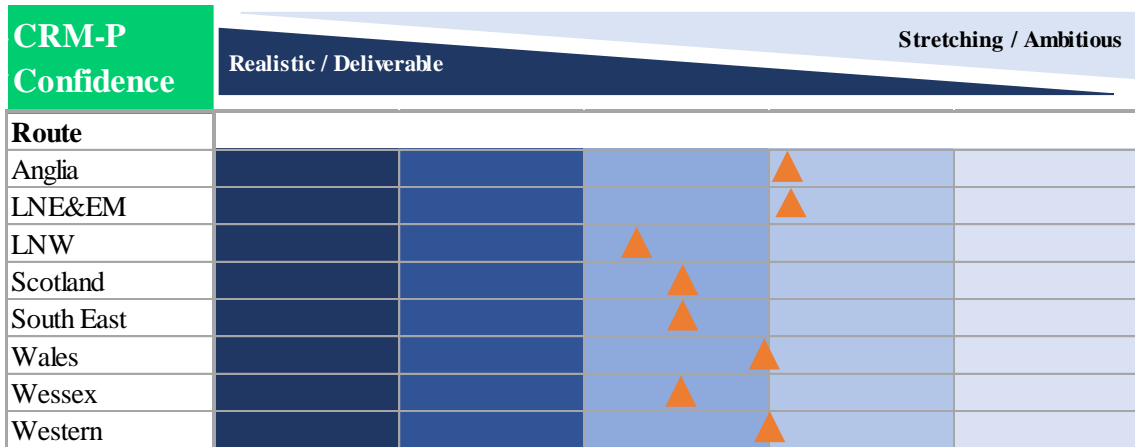 CRM-P
Confidence
Realistic / Deliverable
Stretching / Ambitious
Route
Anglia
LNE&EM
LNW
Scotland
South East
Wales
Wessex
Western